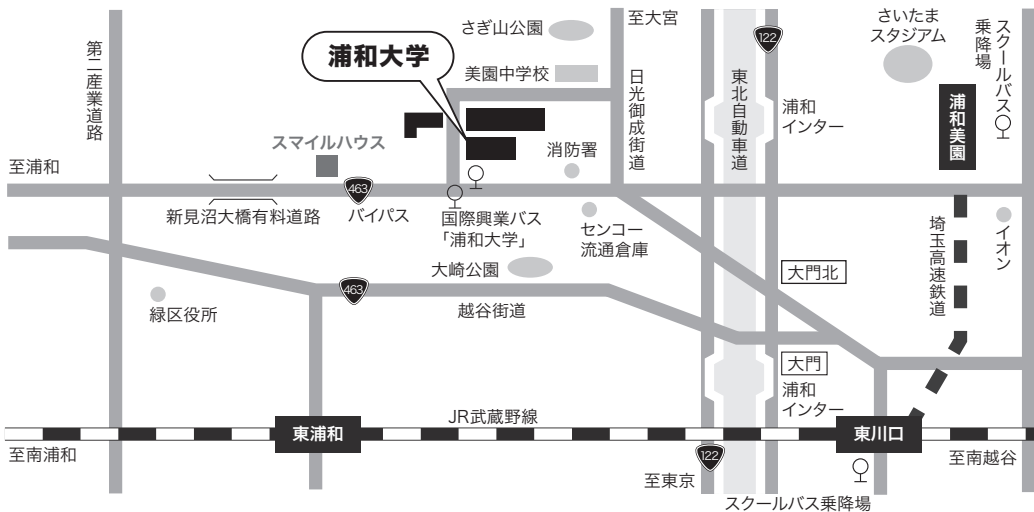 至大宮
さいたま
スタジアム
スクールバス
乗降場
さぎ山公園
122
浦和大学
第二産業道路
美園中学校
日光御成街道
東北自動車道
浦和
インター
浦和美園
スマイルハウス
消防署
至浦和
463
新見沼大橋有料道路
バイパス
国際興業バス
「浦和大学」
センコー
流通倉庫
埼玉高速鉄道
イオン
大崎公園
大門北
463
緑区役所
越谷街道
大門
浦和
インター
JR武蔵野線
東浦和
東川口
至南浦和
122
至南越谷
至東京
スクールバス乗降場